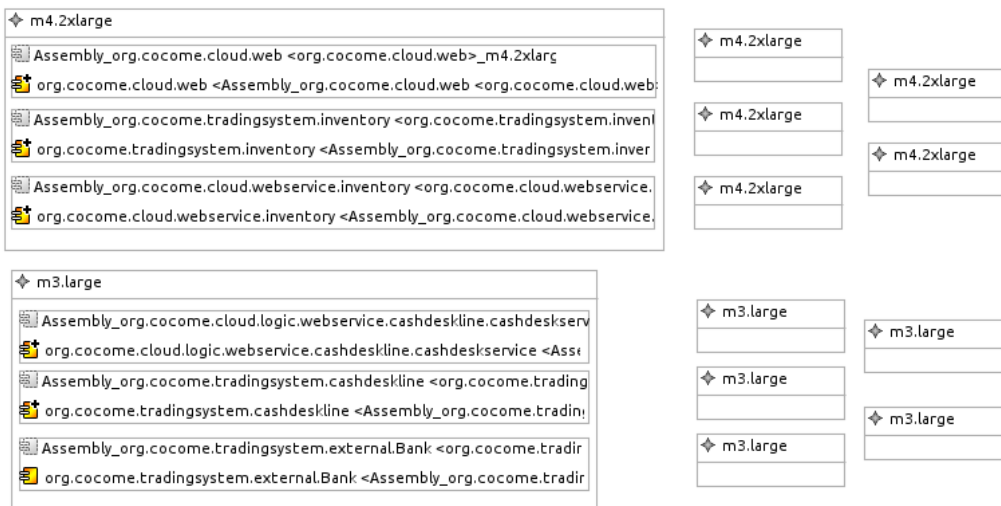 m4.2xlarge
Assembly_org.cocome.cloud.web <org.cocome.cloud.web>_m4.2xlarg
org.cocome.cloud.web <Assembly_org.cocome.cloud.web <org.cocome.cloud.web>
Assembly_org.cocome.tradingsystem.inventory <org.cocome.tradingsystem.invent
org.cocome.tradingsystem.inventory <Assembly_org.cocome.tradingsystem.inver
Assembly_org.cocome.cloud.webservice.inventory <org.cocome.cloud.webservice.
org.cocome.cloud.webservice.inventory <Assembly_org.cocome.cloud.webservice.
m4.2xlarge
m4.2xlarge
m4.2xlarge
m4.2xlarge
m4.2xlarge
m3.large
Assembly_org.cocome.cloud.logic.webservice.cashdeskline.cashdeskserv
org.cocome.cloud.logic.webservice.cashdeskline.cashdeskservice <Asse
Assembly_org.cocome.tradingsystem.cashdeskline <org.cocome.trading
org.cocome.tradingsystem.cashdeskline <Assembly_org.cocome.trading
Assembly_org.cocome.tradingsystem.external.Bank <org.cocome.tradir
org.cocome.tradingsystem.external.Bank <Assembly_org.cocome.tradir
m3.large
m3.large
m3.large
m3.large
m3.large